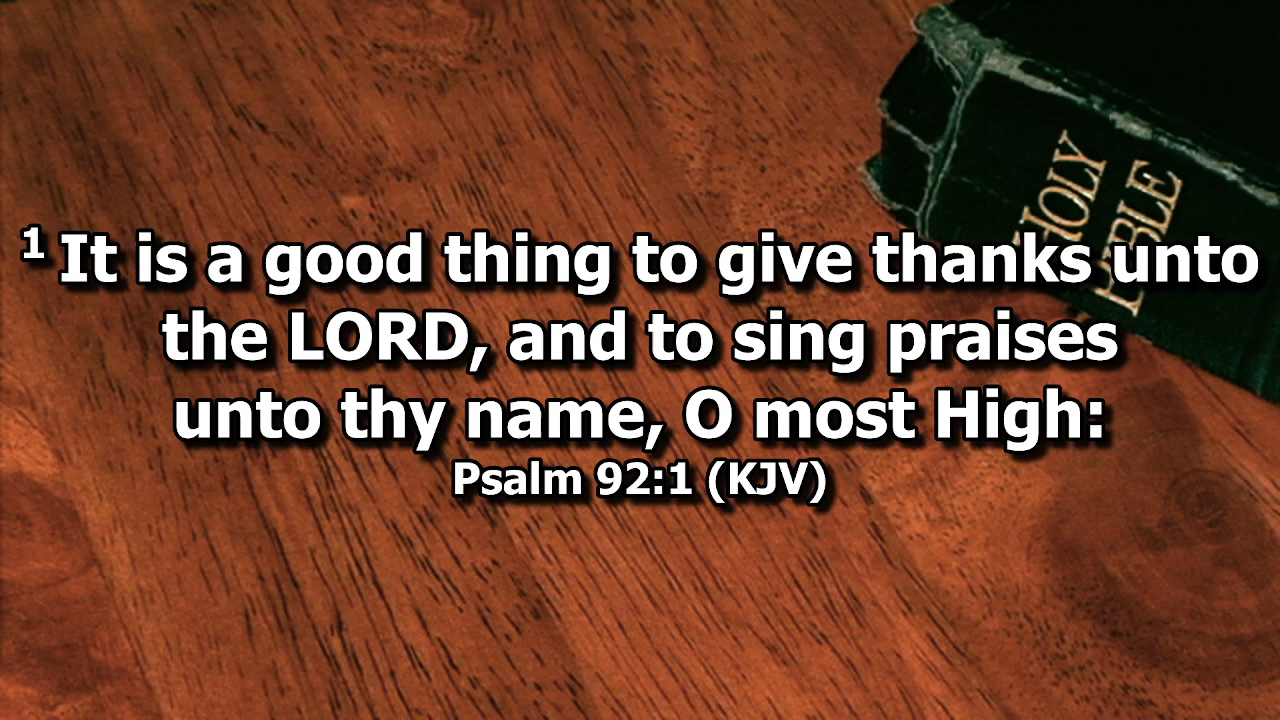 HOLY
BIBLE
1 It is a good thing to give thanks unto
the LORD, and to sing praises
unto thy name, O most High:
Psalm 92:1 (KJV)